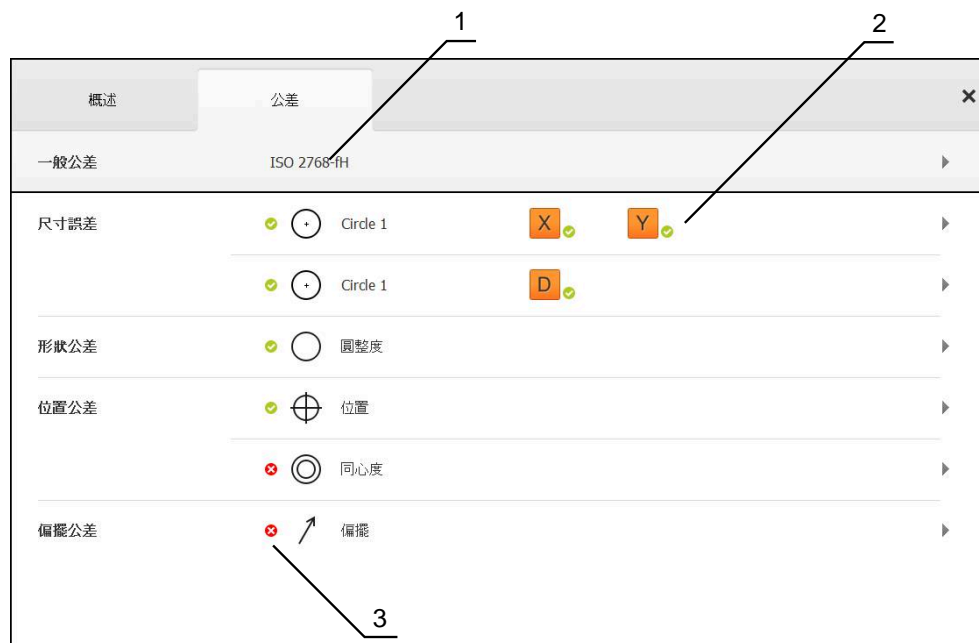 1
2
概述
公差
一般公差
ISO 2768-fH
尺寸誤差
Circle 1
X
Y
Circle 1
D
形狀公差
圓整度
位置公差
位置
同心度
偏擺公差
偏擺
3